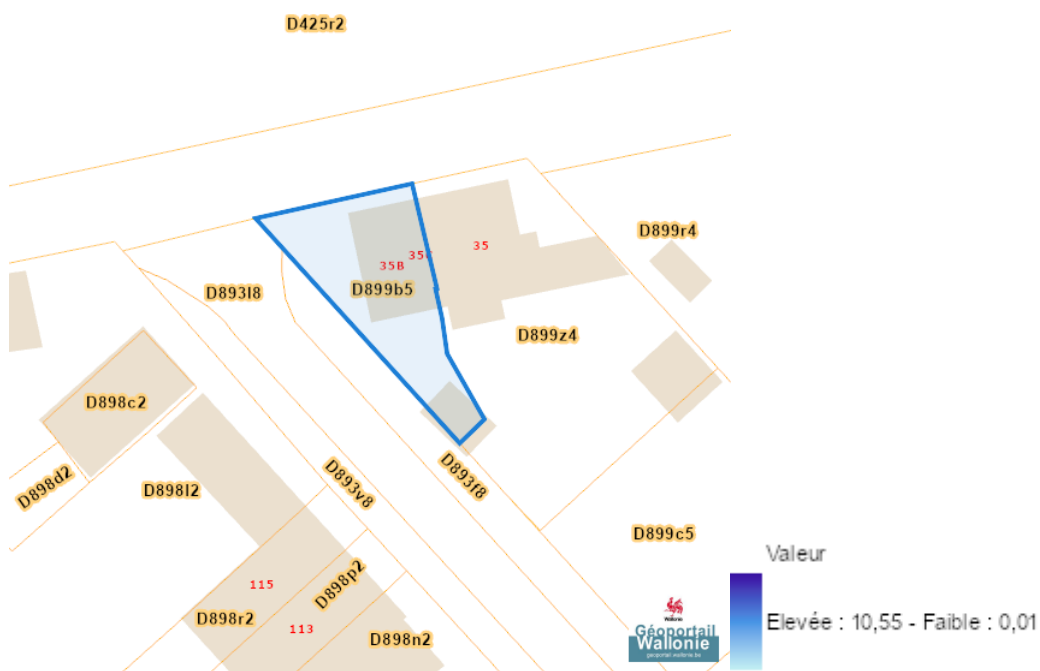 D425r2
D899r4
35
35C
35B
D899b5
D893l8
D899z4
D898c2
D893f8
D898d2
D898l2
D893v8
D899c5
Valeur
Elevée : 10,55 - Faible : 0,01
115
D898p2
D898r2
113
D898n2
Wallonie
Géoportail
Wallonie
geoportail.wallonie.be